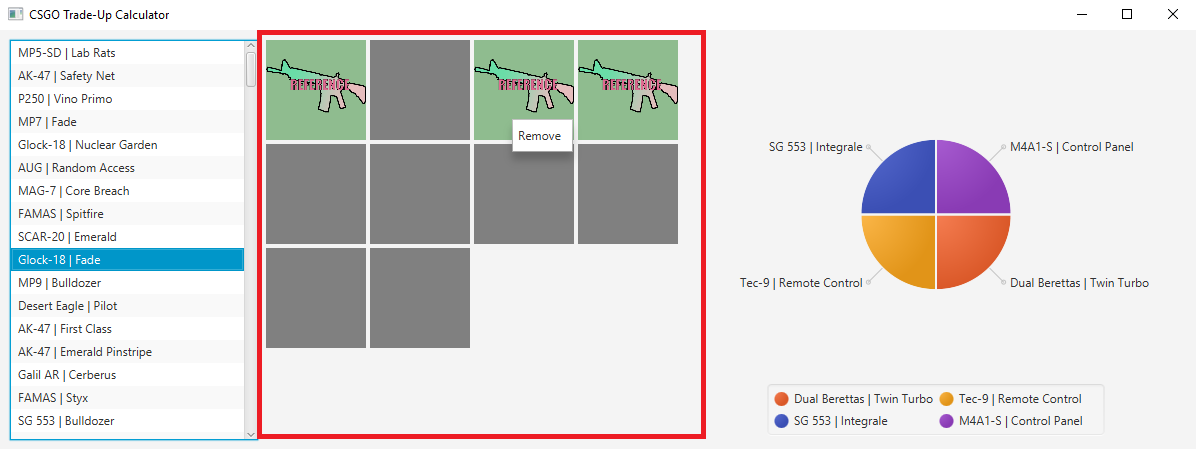 CSGO Trade-Up Calculator
MP5-SD | Lab Rats
AK-47 | Safety Net
P250 | Vino Primo
MP7 | Fade
Glock-18 | Nuclear Garden
AUG | Random Access
MAG-7 | Core Breach
FAMAS | Spitfire
SCAR-20 | Emerald
Glock-18 | Fade
MP9 | Bulldozer
Desert Eagle | Pilot
AK-47 | First Class
AK-47 | Emerald Pinstripe
Galil AR | Cerberus
FAMAS | Styx
SG 553 | Bulldozer
REFERENCE
REFERENCE
REFERENCE
Remove
SG 553 | Integrale
M4A1-S | Control Panel
Tec-9 | Remote Control
Dual Berettas | Twin Turbo
Dual Berettas | Twin Turbo
Tec-9 | Remote Control
SG 553 | Integrale
M4A1-S | Control Panel